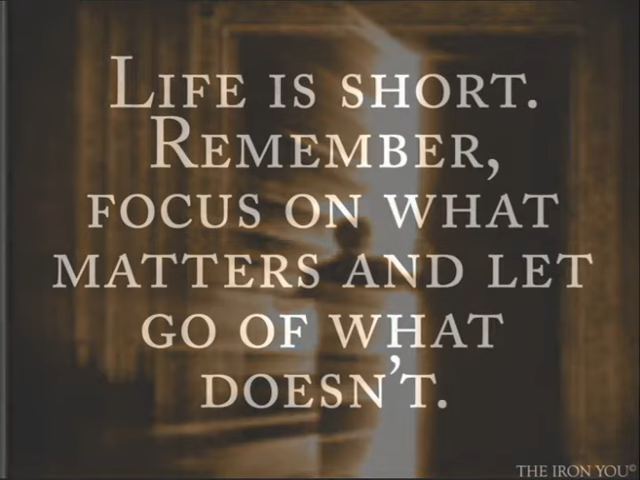 Life is short.
Remember,
focus on what
matters and let
go of what
doesn't.
THE IRON YOU©